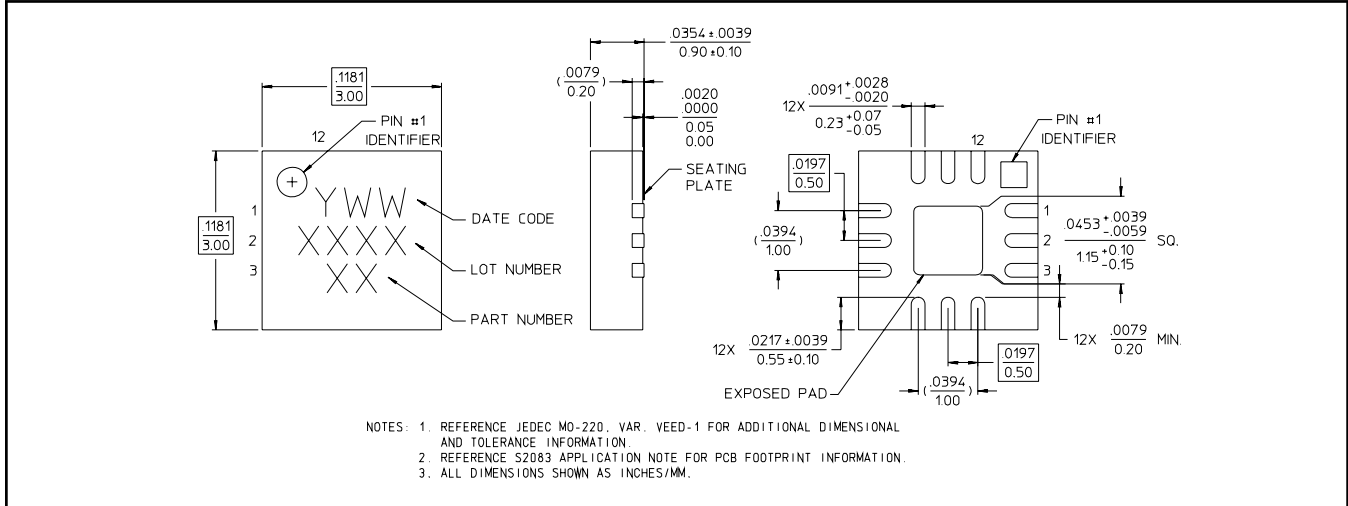 .1181
3.00
12
PIN #1
IDENTIFIER
.1181
3.00
1
2
3
YWW
XXXX
XX
DATE CODE
LOT NUMBER
PART NUMBER
.0354 ±.0039
0.90 ±0.10
( .0079 )
0.20
.0020
.0000
0.05
0.00
SEATING
PLATE
12X .0091 +.0028 -.0020
0.23 +0.07 -0.05
12
PIN #1
IDENTIFIER
.0197
0.50
( .0394 )
1.00
1
2
3
.0453 +.0039 -.0059 SQ.
1.15 +0.10 -0.15
12X .0217 ±.0039
0.55 ±0.10
EXPOSED PAD
( .0394 )
1.00
.0197
0.50
12X .0079 MIN.
0.20
NOTES: 1. REFERENCE JEDEC MO-220, VAR. VEED-1 FOR ADDITIONAL DIMENSIONAL
AND TOLERANCE INFORMATION.
2. REFERENCE S2083 APPLICATION NOTE FOR PCB FOOTPRINT INFORMATION.
3. ALL DIMENSIONS SHOWN AS INCHES/MM.